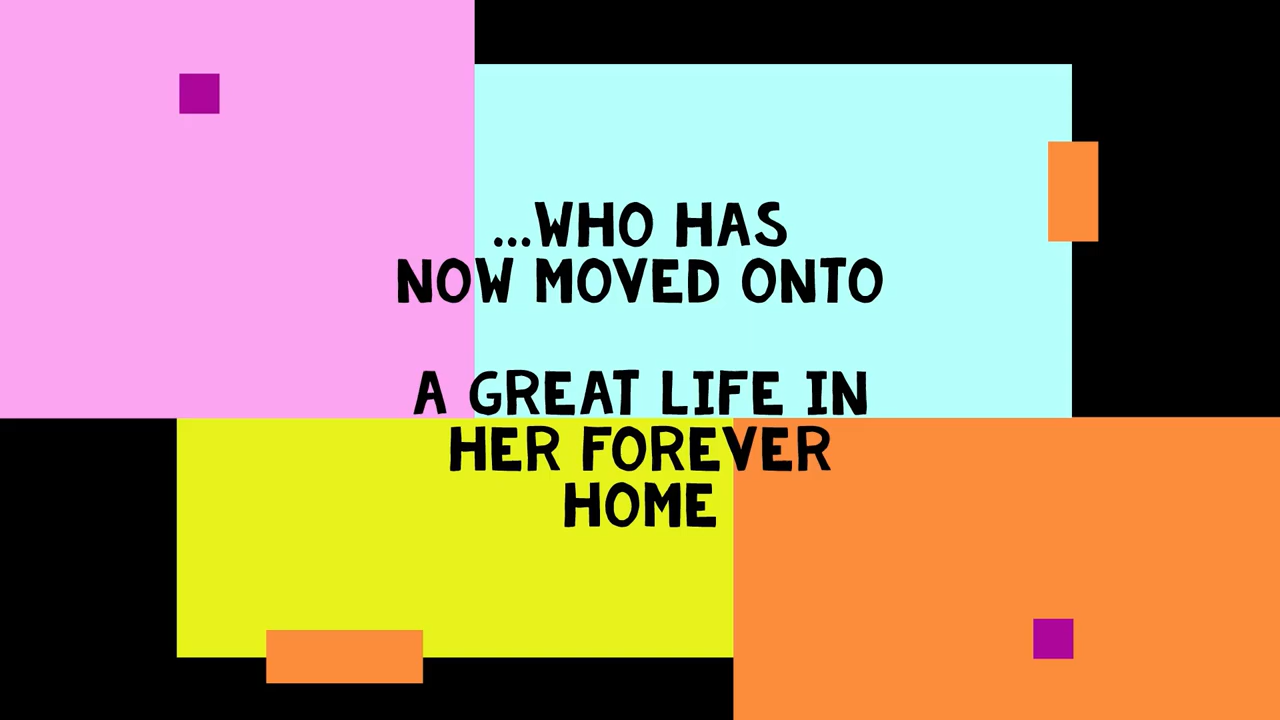 ...WHO HAS
NOW MOVED ONTO
A GREAT LIFE IN
HER FOREVER
HOME